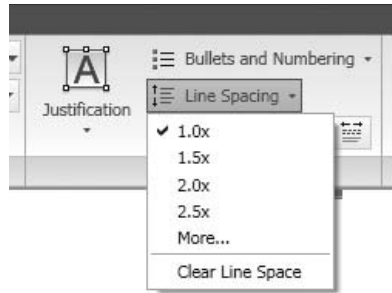 A
Bullets and Numbering
Justification
Line Spacing
1.0x
1.5x
2.0x
2.5x
More...
Clear Line Space